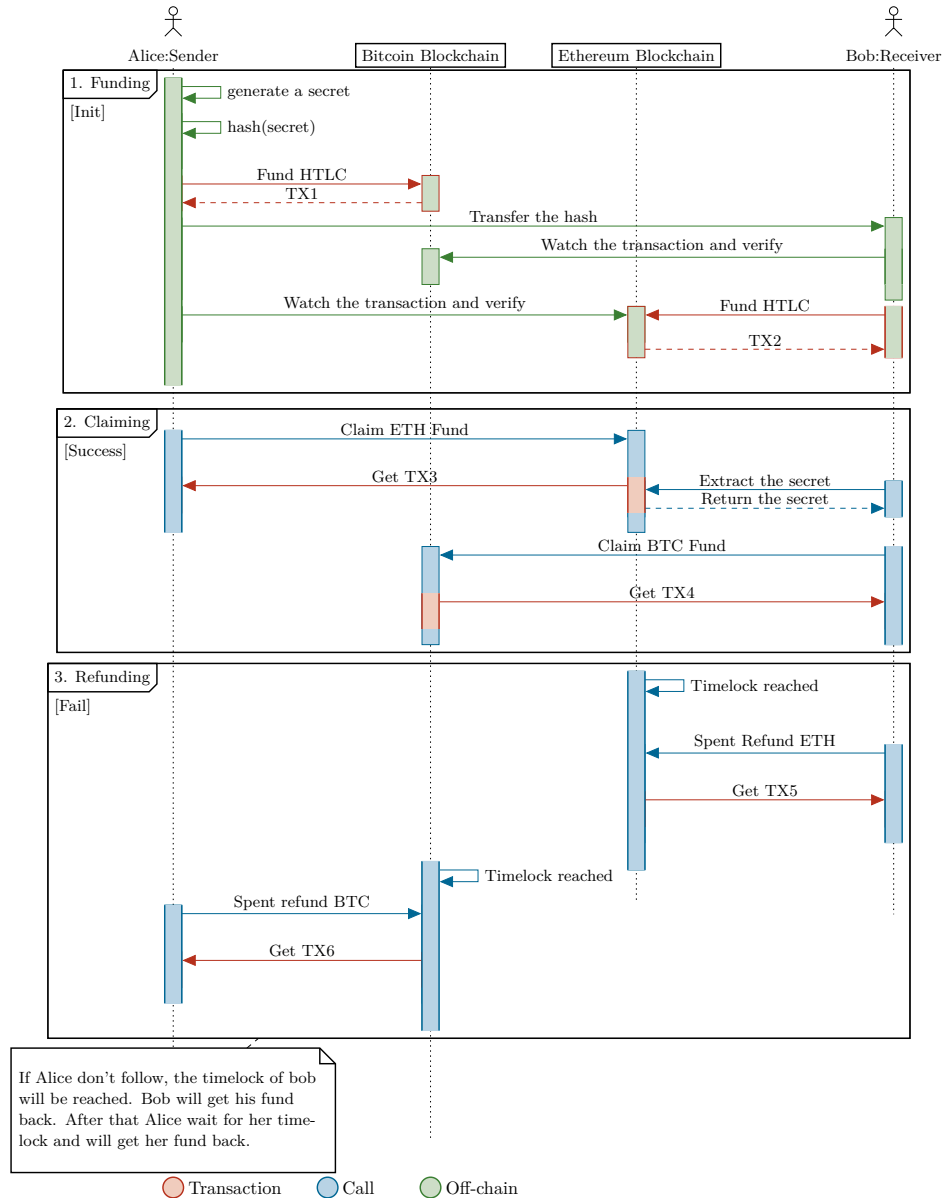 Alice:Sender
Bitcoin Blockchain
Ethereum Blockchain
Bob:Receiver
1. Funding
[Init]
generate a secret
hash(secret)
Fund HTLC
TX1
Transfer the hash
Watch the transaction and verify
Watch the transaction and verify
Fund HTLC
TX2
2. Claiming
[Success]
Claim ETH Fund
Get TX3
Extract the secret
Return the secret
Claim BTC Fund
Get TX4
3. Refunding
[Fail]
Timelock reached
Spent Refund ETH
Get TX5
Timelock reached
Spent refund BTC
Get TX6
If Alice don't follow, the timelock of bob
will be reached. Bob will get his fund
back. After that Alice wait for her time-
lock and will get her fund back.
Transaction
Call
Off-chain